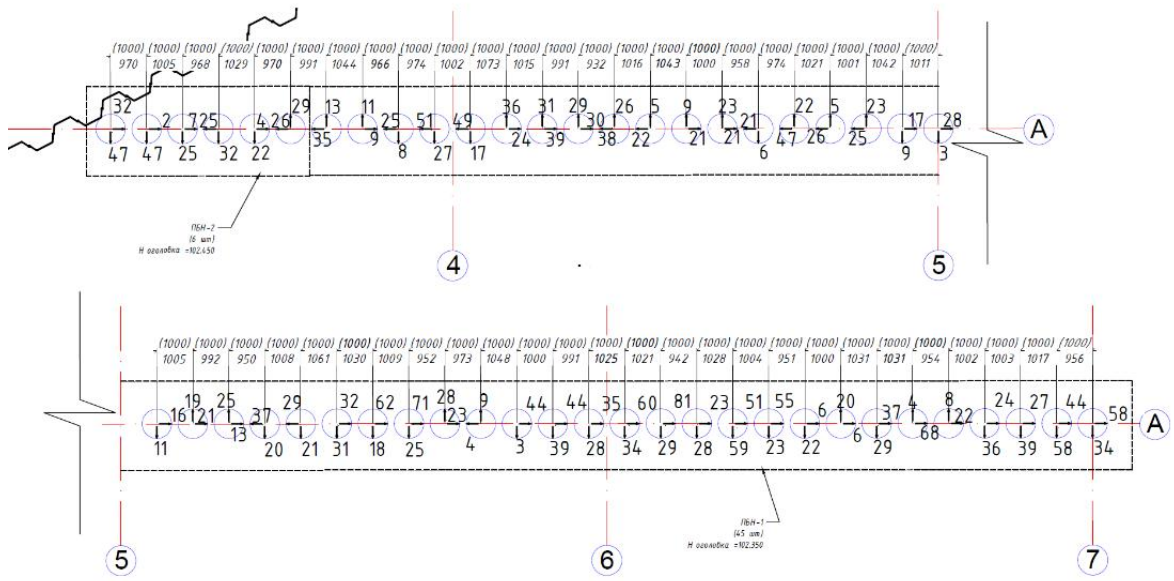 (1000) (1000) (1000) (1000) (1000) (1000) (1000) (1000) (1000) (1000) (1000) (1000) (1000) (1000) (1000) (1000) (1000) (1000) (1000) (1000) (1000) (1000) (1000)
970 1005 968 1029 970 991 1044 966 974 1002 1073 1015 991 932 1016 1043 1000 958 974 1021 1001 1042 1011
32 2 7 25 4 26 29 13 11 25 51 49 36 31 29 30 26 5 9 23 21 22 5 23 17 28
А
47 47 25 32 22 35 9 8 27 17 24 39 38 22 21 21 6 47 26 25 9 3
ПБН-2
(6 шт)
Н оголовка =102.450
4
5
(1000) (1000) (1000) (1000) (1000) (1000) (1000) (1000) (1000) (1000) (1000) (1000) (1000) (1000) (1000) (1000) (1000) (1000) (1000) (1000) (1000) (1000) (1000) (1000) (1000) (1000)
1005 992 950 1008 1061 1030 1009 952 973 1048 1000 991 1025 1021 942 1028 1004 951 1000 1031 1031 954 1002 1003 1017 956
16 19 21 25 37 29 32 62 71 28 23 9 44 44 35 60 81 23 51 55 6 20 37 4 8 22 24 27 44 58
А
11 13 20 21 31 18 25 4 3 39 28 34 29 28 59 23 22 6 29 68 36 39 58 34
ПБН-1
(45 шт)
Н оголовка =102.350
5
6
7